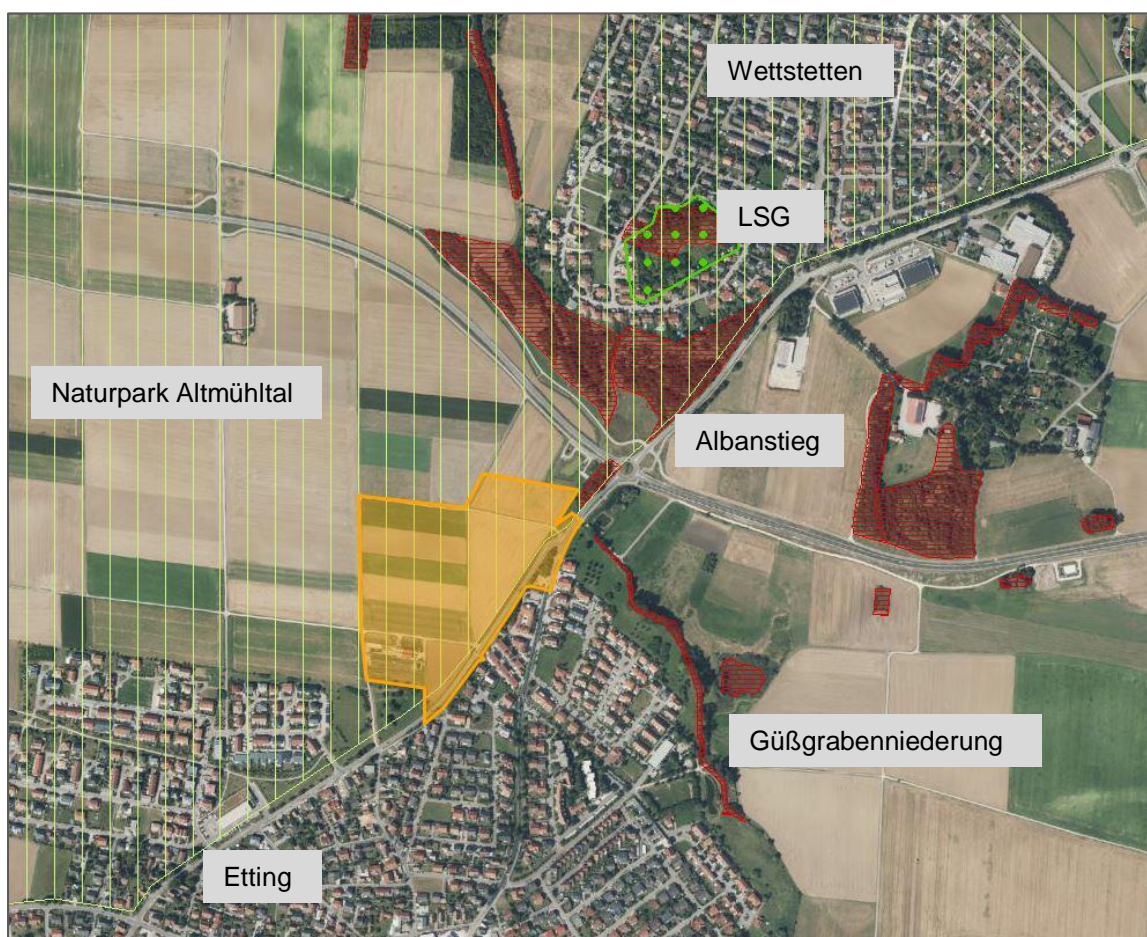 Wettstetten
LSG
Naturpark Altmühltal
Albanstieg
Güßgrabenniederung
Etting